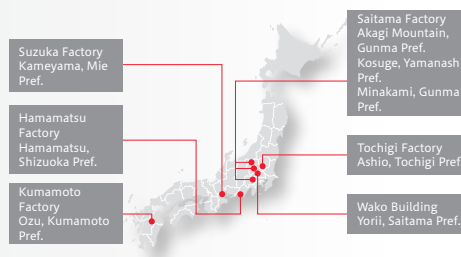 Suzuka Factory
Kameyama, Mie
Pref.
Hamamatsu
Factory
Hamamatsu,
Shizuoka Pref.
Kumamoto
Factory
Ozu, Kumamoto
Pref.
Saitama Factory
Akagi Mountain,
Gunma Pref.
Kosuge, Yamanash
Pref.
Minakami, Gunma
Pref.
Tochigi Factory
Ashio, Tochigi Pref
Wako Building
Yorii, Saitama Pref.